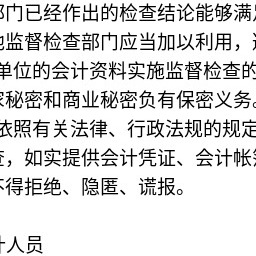 部门已经作出的检查结论能够满足
他监督检查部门应当加以利用，
单位的会计资料实施监督检查的
家秘密和商业秘密负有保密义务。
依照有关法律、行政法规的规定
查，如实提供会计凭证、会计帐簿
不得拒绝、隐匿、谎报。
计人员